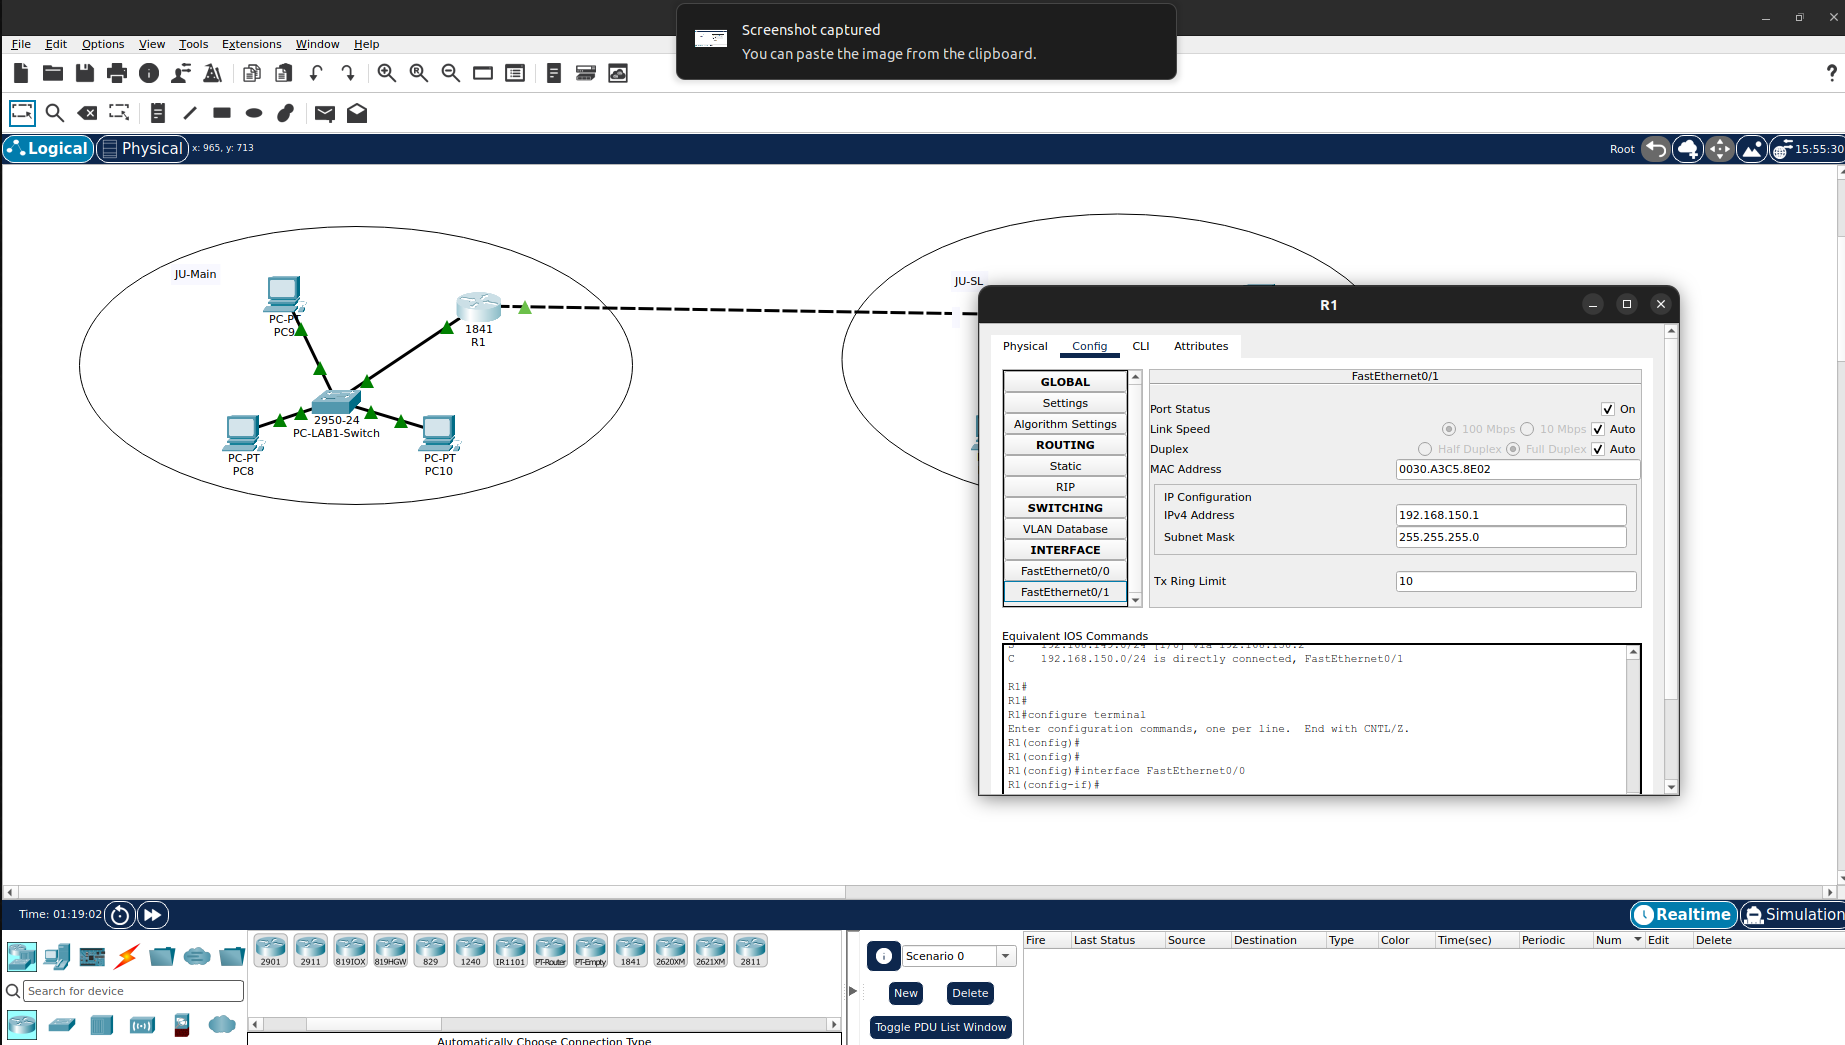 Screenshot captured
You can paste the image from the clipboard.
File Edit Options View Tools Extensions Window Help
?
Logical Physical x: 965, y: 713
Root 15:55:30
JU-Main
PC-PT
PC9
1841
R1
2950-24
PC-LAB1-Switch
PC-PT
PC8
PC-PT
PC10
JU-SL
R1
Physical Config CLI Attributes
GLOBAL
Settings
Algorithm Settings
ROUTING
Static
RIP
SWITCHING
VLAN Database
INTERFACE
FastEthernet0/0
FastEthernet0/1
FastEthernet0/1
Port Status On
Link Speed 100 Mbps 10 Mbps Auto
Duplex Half Duplex Full Duplex Auto
MAC Address 0030.A3C5.8E02
IP Configuration
IPv4 Address 192.168.150.1
Subnet Mask 255.255.255.0
Tx Ring Limit 10
Equivalent IOS Commands
C 192.168.150.0/24 is directly connected, FastEthernet0/1
R1#
R1#
R1#configure terminal
Enter configuration commands, one per line. End with CNTL/Z.
R1(config)#
R1(config)#
R1(config)#interface FastEthernet0/0
R1(config-if)#
Time: 01:19:02
Realtime Simulation
2901 2911 819IOX 819HGW 829 1240 IR1101 PT-Router PT-Empty 1841 2620XM 2621XM 2811
Search for device
Automatically Choose Connection Type
Scenario 0
New Delete
Toggle PDU List Window
Fire Last Status Source Destination Type Color Time(sec) Periodic Num Edit Delete